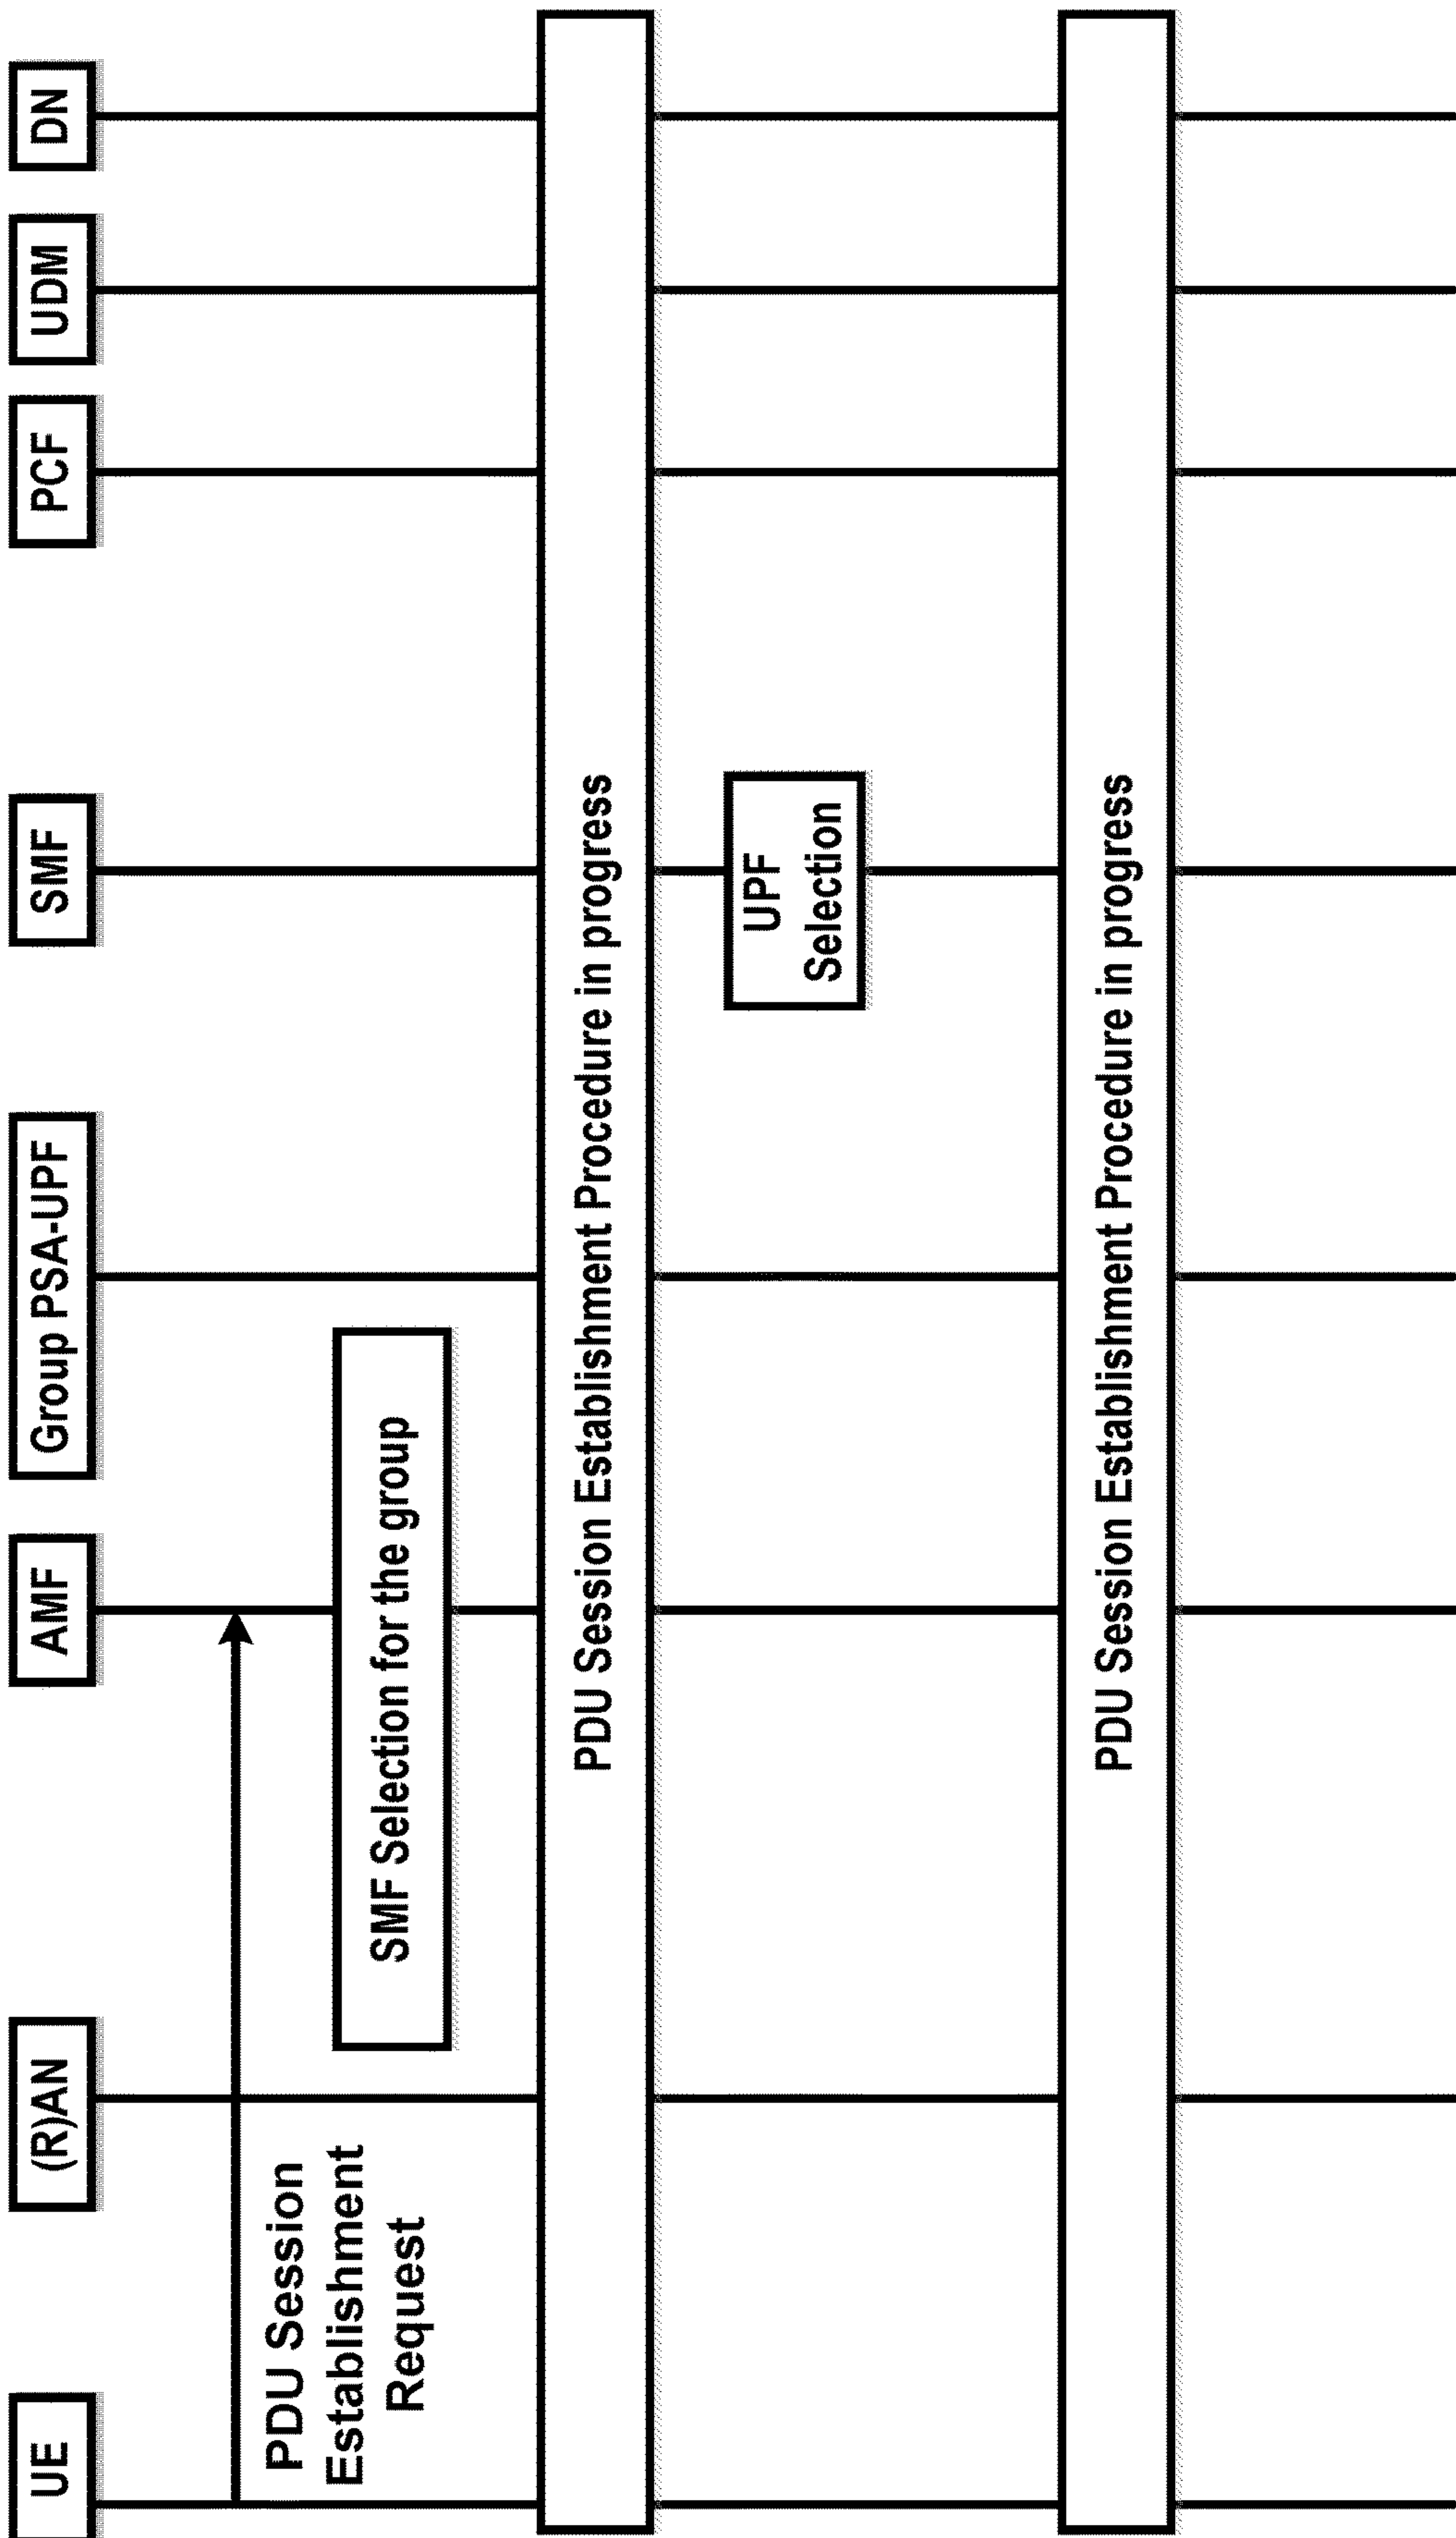 UE
(R)AN
AMF
Group PSA-UPF
SMF
PCF
UDM
DN
PDU Session
Establishment
Request
SMF Selection for the group
PDU Session Establishment Procedure in progress
UPF
Selection
PDU Session Establishment Procedure in progress